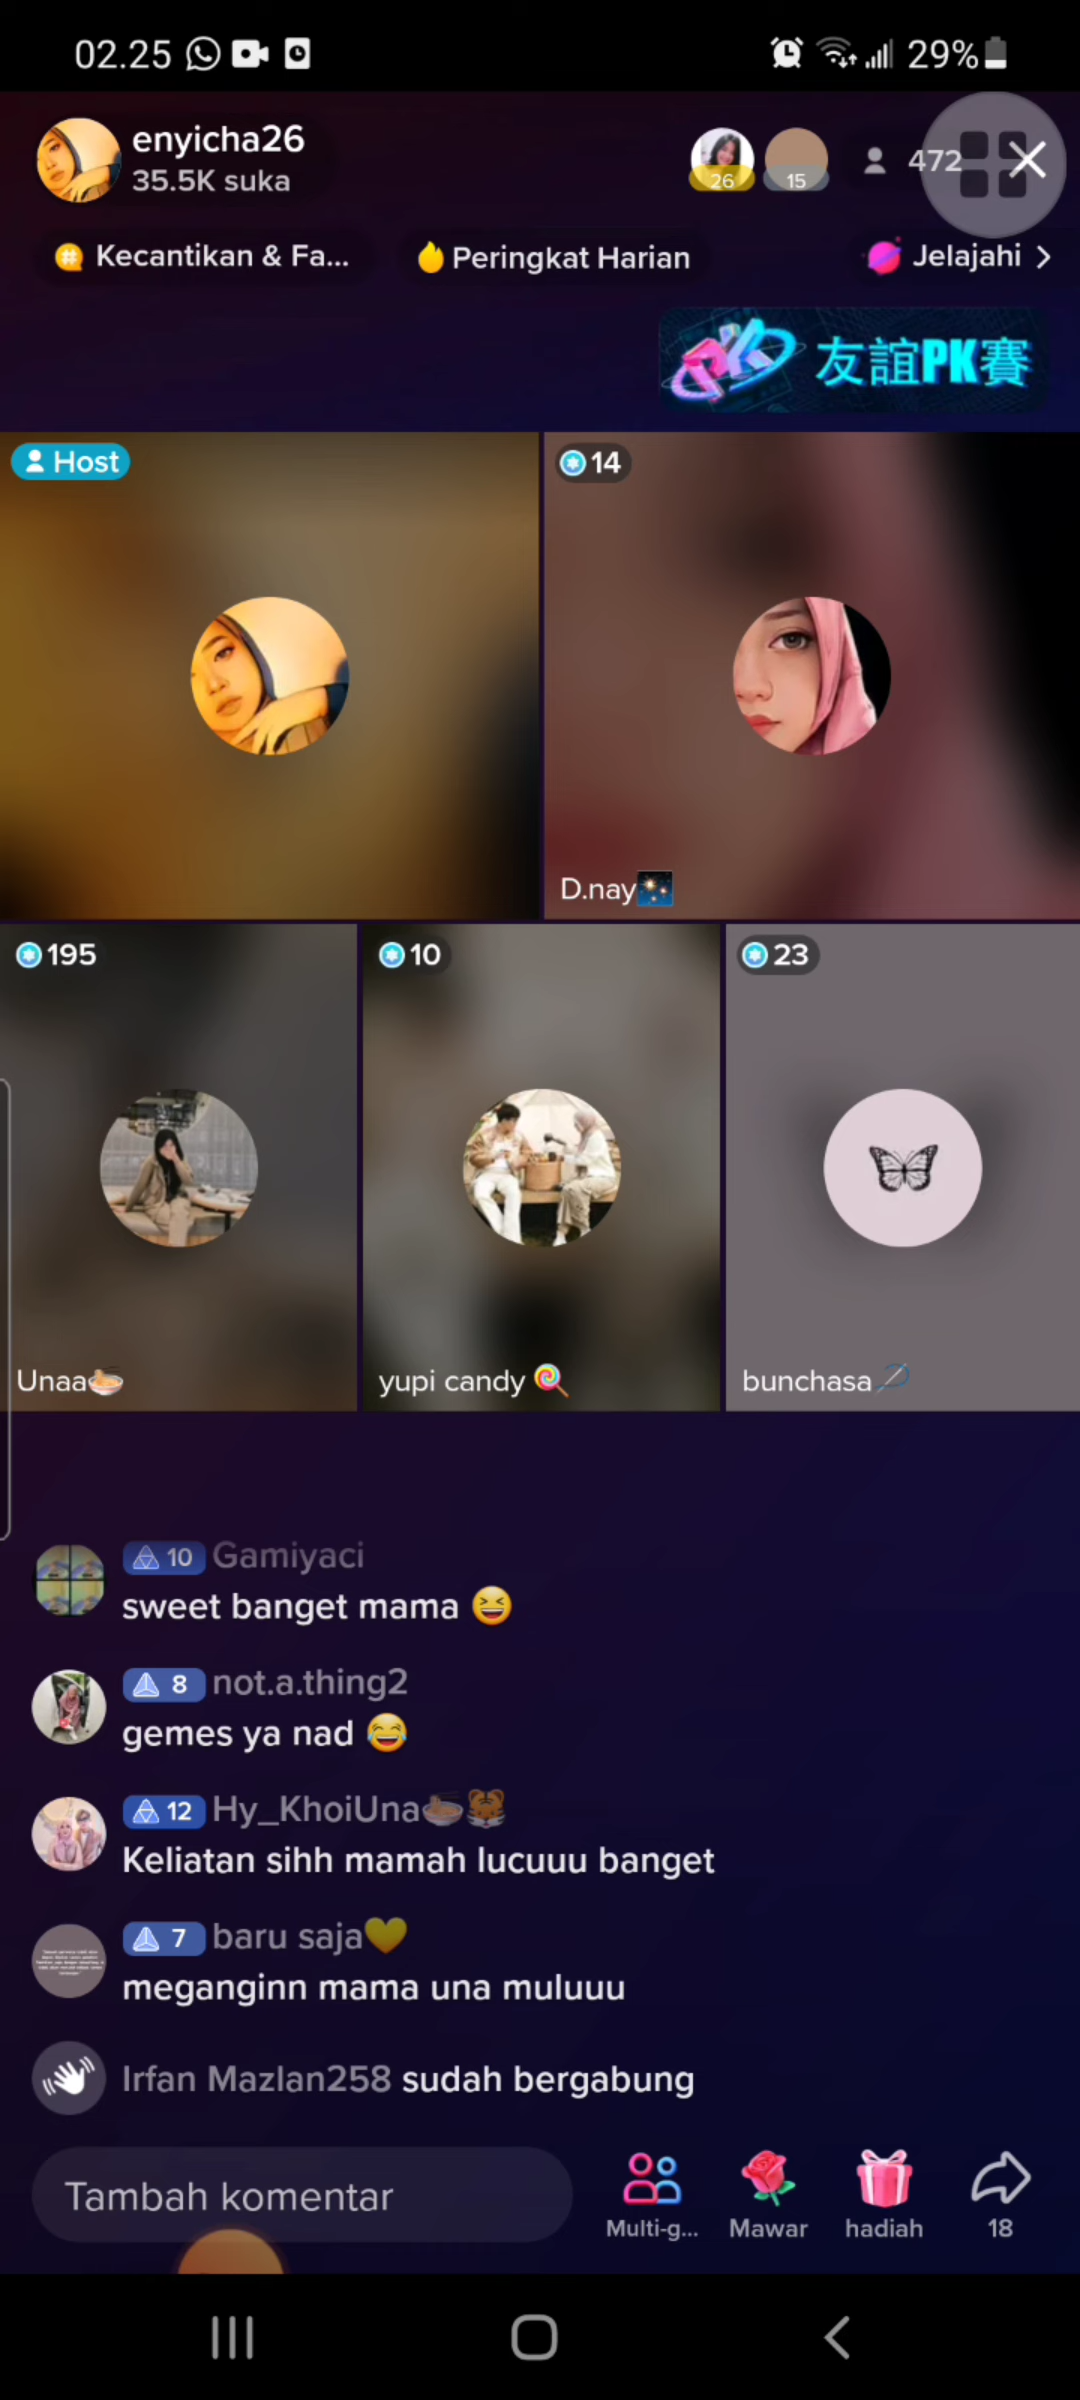 02.25
29%
enyicha26
35.5K suka
26
15
472
Kecantikan & Fa...
Peringkat Harian
Jelajahi
PK
友誼PK賽
Host
14
D.nay
195
10
23
Unaa
yupi candy
bunchasa
10 Gamiyaci
sweet banget mama 😆
8 not.a.thing2
gemes ya nad 😂
12 Hy_KhoiUna🍜🐯
Keliatan sihh mamah lucuuu banget
7 baru saja💛
meganginn mama una muluuu
Irfan Mazlan258 sudah bergabung
Tambah komentar
Multi-g...
Mawar
hadiah
18